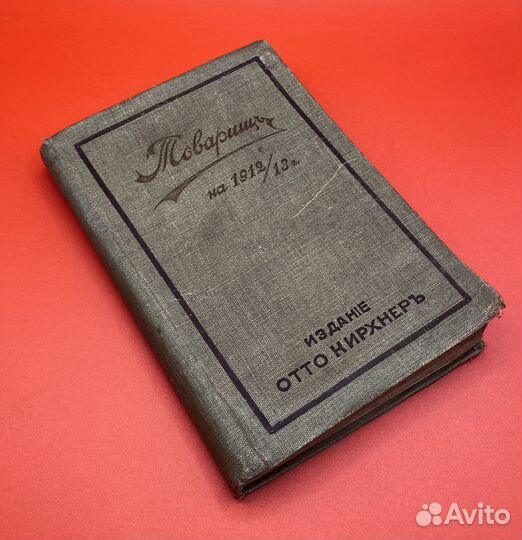 Товарищъ
на 1912/13 г.
ИЗДАНІЕ
ОТТО КИРХНЕРЪ
Avito